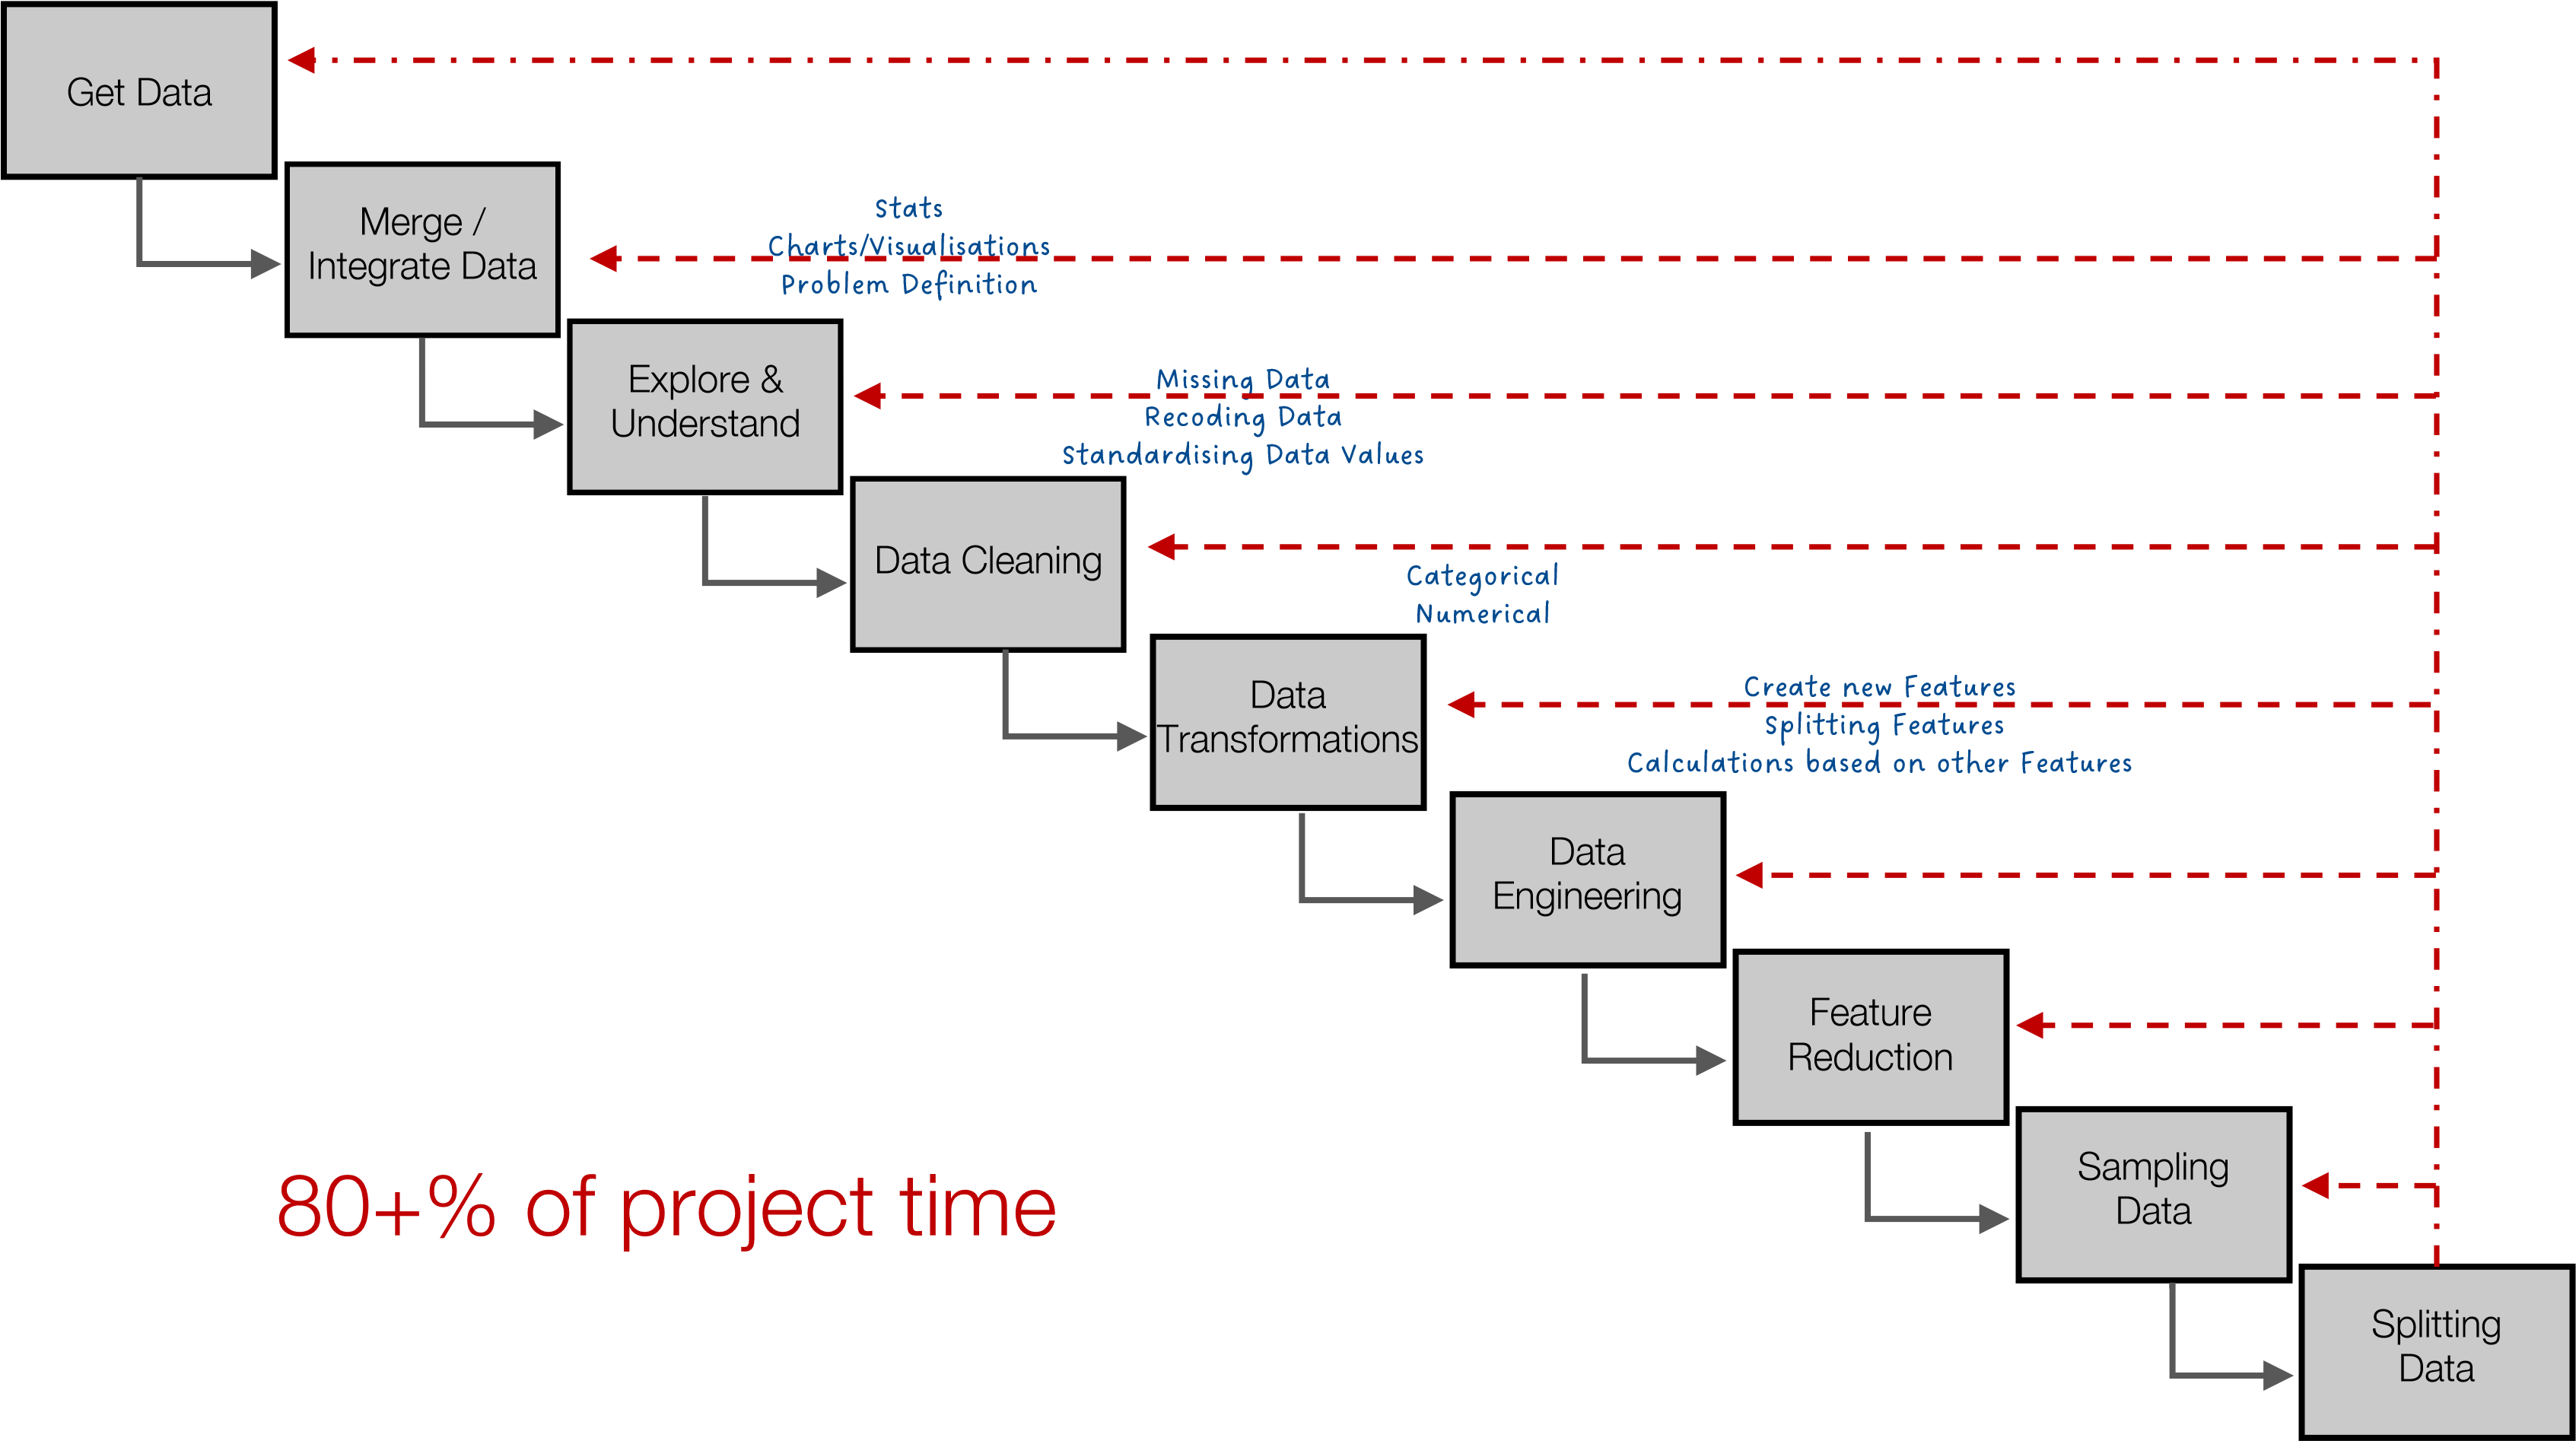 Get Data
Merge /
Integrate Data
Stats
Charts/Visualisations
Problem Definition
Explore &
Understand
Missing Data
Recoding Data
Standardising Data Values
Data Cleaning
Categorical
Numerical
Data
Transformations
Create new Features
Splitting Features
Calculations based on other Features
Data
Engineering
Feature
Reduction
Sampling
Data
80+% of project time
Splitting
Data